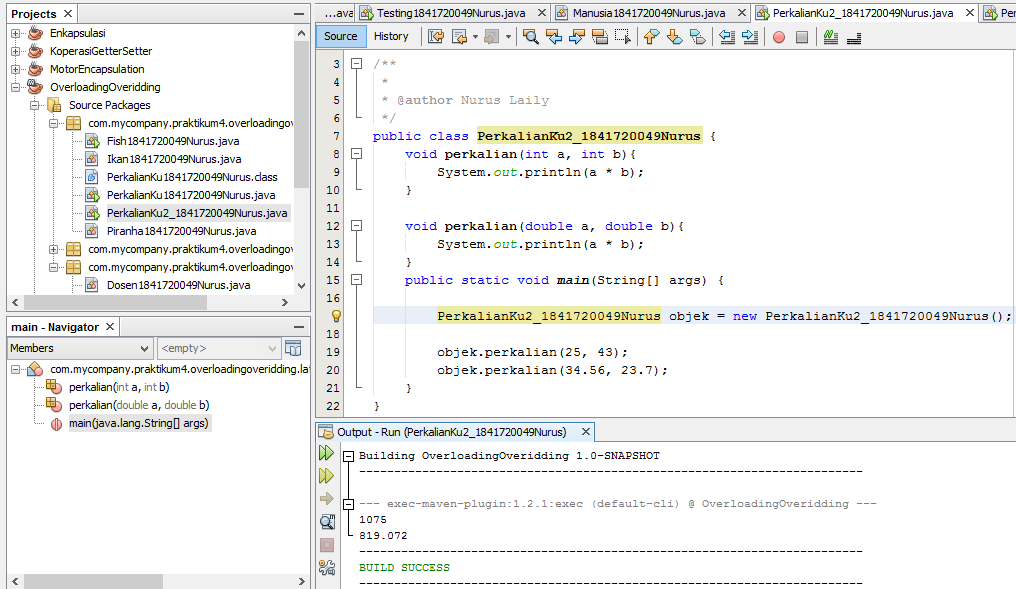 Projects
Enkapsulasi
KoperasiGetterSetter
MotorEncapsulation
OverloadingOveridding
Source Packages
com.mycompany.praktikum4.overloadingov
Fish1841720049Nurus.java
Ikan1841720049Nurus.java
PerkalianKu1841720049Nurus.class
PerkalianKu1841720049Nurus.java
PerkalianKu2_1841720049Nurus.java
Piranha1841720049Nurus.java
com.mycompany.praktikum4.overloadingov
com.mycompany.praktikum4.overloadingov
Dosen1841720049Nurus.java
main - Navigator
Members <empty>
com.mycompany.praktikum4.overloadingoveridding.la
perkalian(int a, int b)
perkalian(double a, double b)
main(java.lang.String[] args)
...ava Testing1841720049Nurus.java Manusia1841720049Nurus.java PerkalianKu2_1841720049Nurus.java Per
Source History
3 /**
4 *
5 * @author Nurus Laily
6 */
7 public class PerkalianKu2_1841720049Nurus {
8 void perkalian(int a, int b){
9 System.out.println(a * b);
10 }
11
12 void perkalian(double a, double b){
13 System.out.println(a * b);
14 }
15 public static void main(String[] args) {
16
PerkalianKu2_1841720049Nurus objek = new PerkalianKu2_1841720049Nurus();
18
19 objek.perkalian(25, 43);
20 objek.perkalian(34.56, 23.7);
21 }
22 }
Output - Run (PerkalianKu2_1841720049Nurus)
Building OverloadingOveridding 1.0-SNAPSHOT
------------------------------------------------------------------------
--- exec-maven-plugin:1.2.1:exec (default-cli) @ OverloadingOveridding ---
1075
819.072
------------------------------------------------------------------------
BUILD SUCCESS
------------------------------------------------------------------------